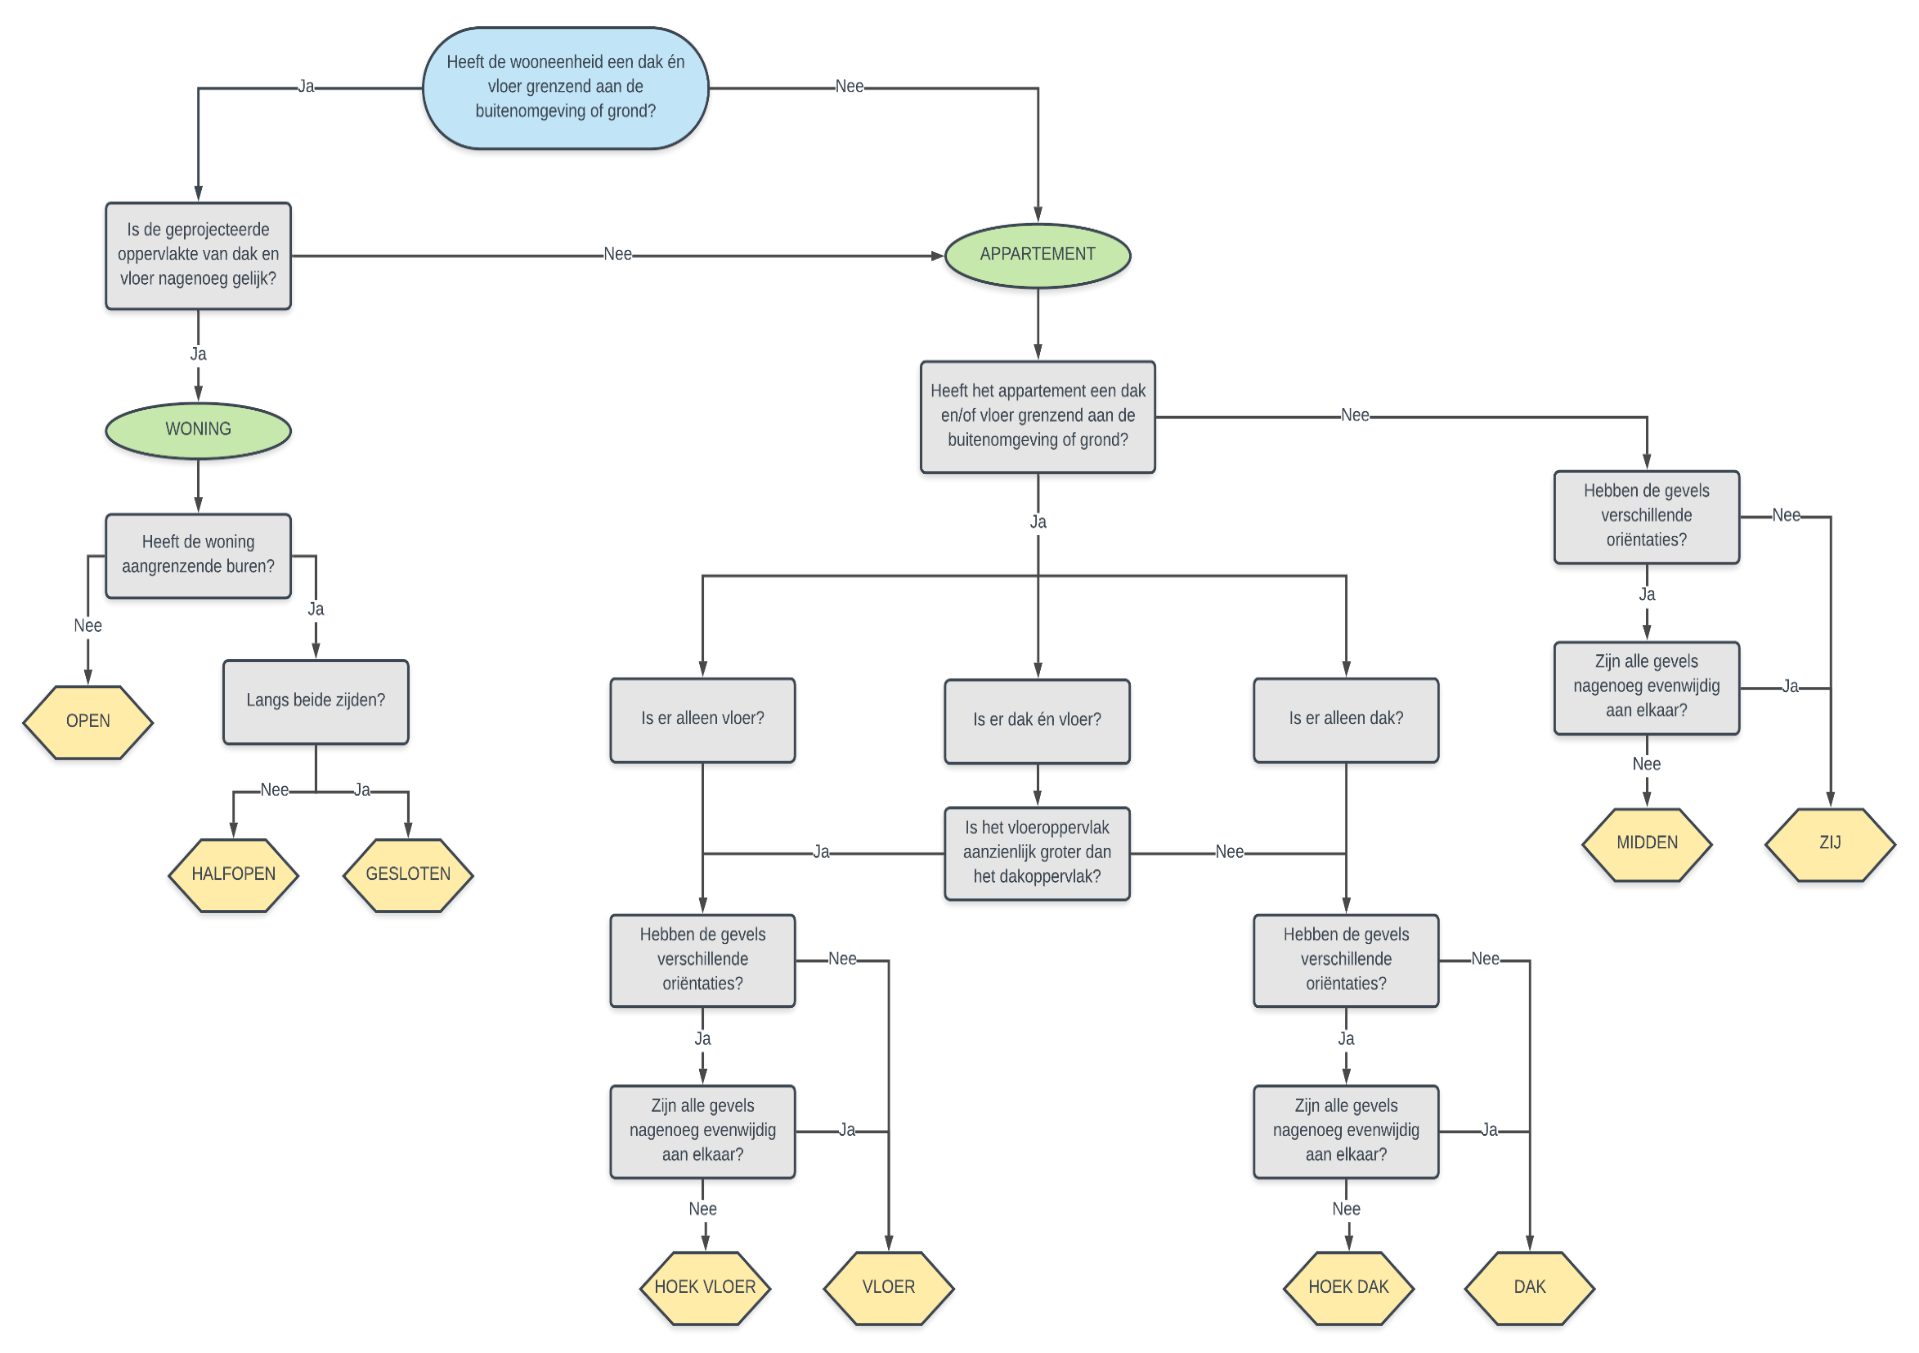 Heeft de wooneenheid een dak én
vloer grenzend aan de
buitenomgeving of grond?
Ja
Nee
Is de geprojecteerde
oppervlakte van dak en
vloer nagenoeg gelijk?
Nee
APPARTEMENT
Ja
WONING
Heeft het appartement een dak
en/of vloer grenzend aan de
buitenomgeving of grond?
Nee
Ja
Hebben de gevels
verschillende
oriëntaties?
Nee
Ja
Zijn alle gevels
nagenoeg evenwijdig
aan elkaar?
Ja
Nee
MIDDEN
ZIJ
Heeft de woning
aangrenzende buren?
Nee
Ja
OPEN
Langs beide zijden?
Nee
Ja
HALFOPEN
GESLOTEN
Is er alleen vloer?
Is er dak én vloer?
Is er alleen dak?
Is het vloeroppervlak
aanzienlijk groter dan
het dakoppervlak?
Ja
Nee
Hebben de gevels
verschillende
oriëntaties?
Nee
Ja
Zijn alle gevels
nagenoeg evenwijdig
aan elkaar?
Ja
Nee
HOEK VLOER
VLOER
Hebben de gevels
verschillende
oriëntaties?
Nee
Ja
Zijn alle gevels
nagenoeg evenwijdig
aan elkaar?
Ja
Nee
HOEK DAK
DAK